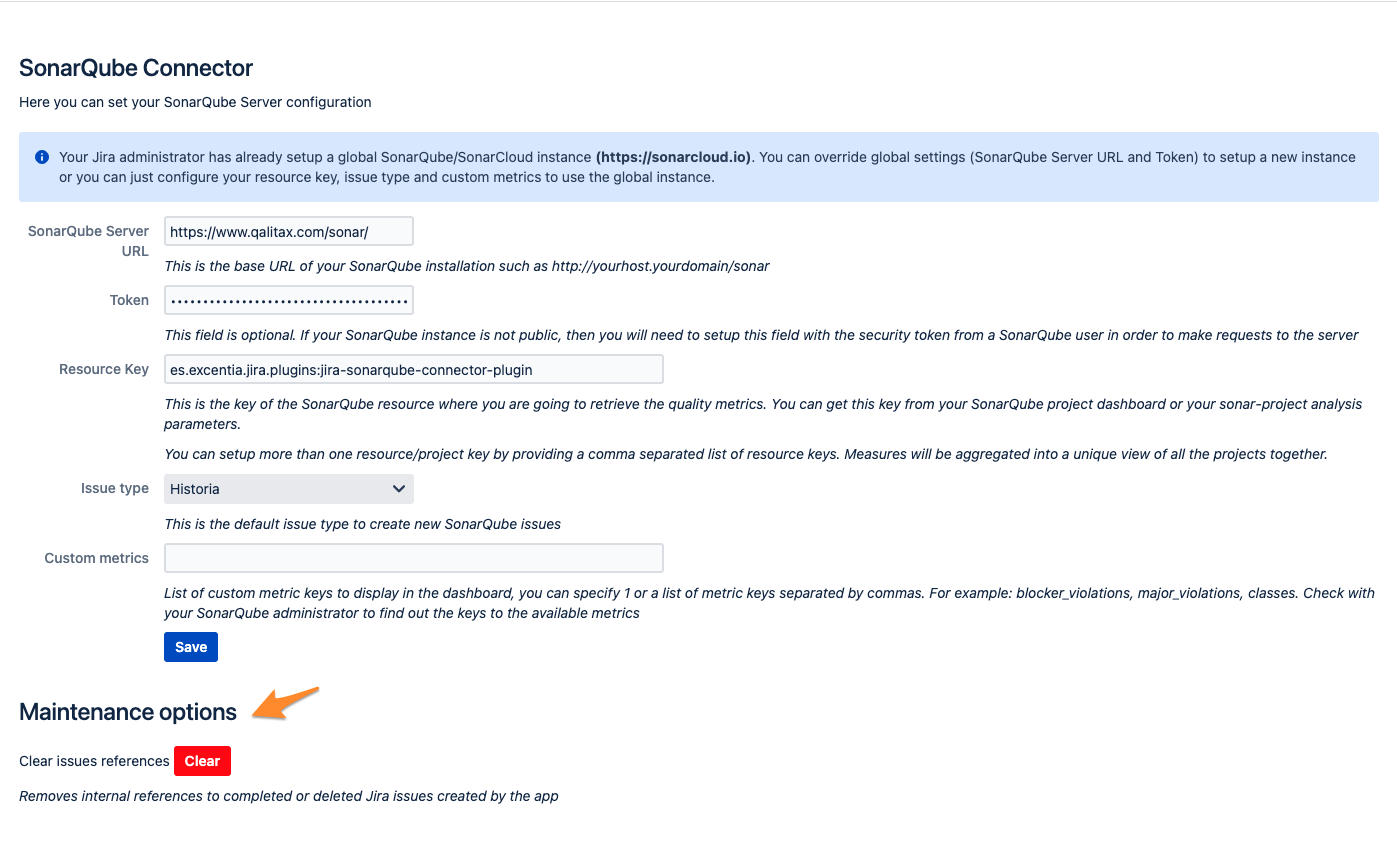 SonarQube Connector
Here you can set your SonarQube Server configuration
Your Jira administrator has already setup a global SonarQube/SonarCloud instance (https://sonarcloud.io). You can override global settings (SonarQube Server URL and Token) to setup a new instance
or you can just configure your resource key, issue type and custom metrics to use the global instance.
SonarQube Server
URL
https://www.qalitax.com/sonar/
This is the base URL of your SonarQube installation such as http://yourhost.yourdomain/sonar
Token
•••••••••••••••••••••••••••••••••••••
This field is optional. If your SonarQube instance is not public, then you will need to setup this field with the security token from a SonarQube user in order to make requests to the server
Resource Key
es.excentia.jira.plugins:jira-sonarqube-connector-plugin
This is the key of the SonarQube resource where you are going to retrieve the quality metrics. You can get this key from your SonarQube project dashboard or your sonar-project analysis
parameters.
You can setup more than one resource/project key by providing a comma separated list of resource keys. Measures will be aggregated into a unique view of all the projects together.
Issue type
Historia
This is the default issue type to create new SonarQube issues
Custom metrics
List of custom metric keys to display in the dashboard, you can specify 1 or a list of metric keys separated by commas. For example: blocker_violations, major_violations, classes. Check with
your SonarQube administrator to find out the keys to the available metrics
Save
Maintenance options
Clear issues references Clear
Removes internal references to completed or deleted Jira issues created by the app